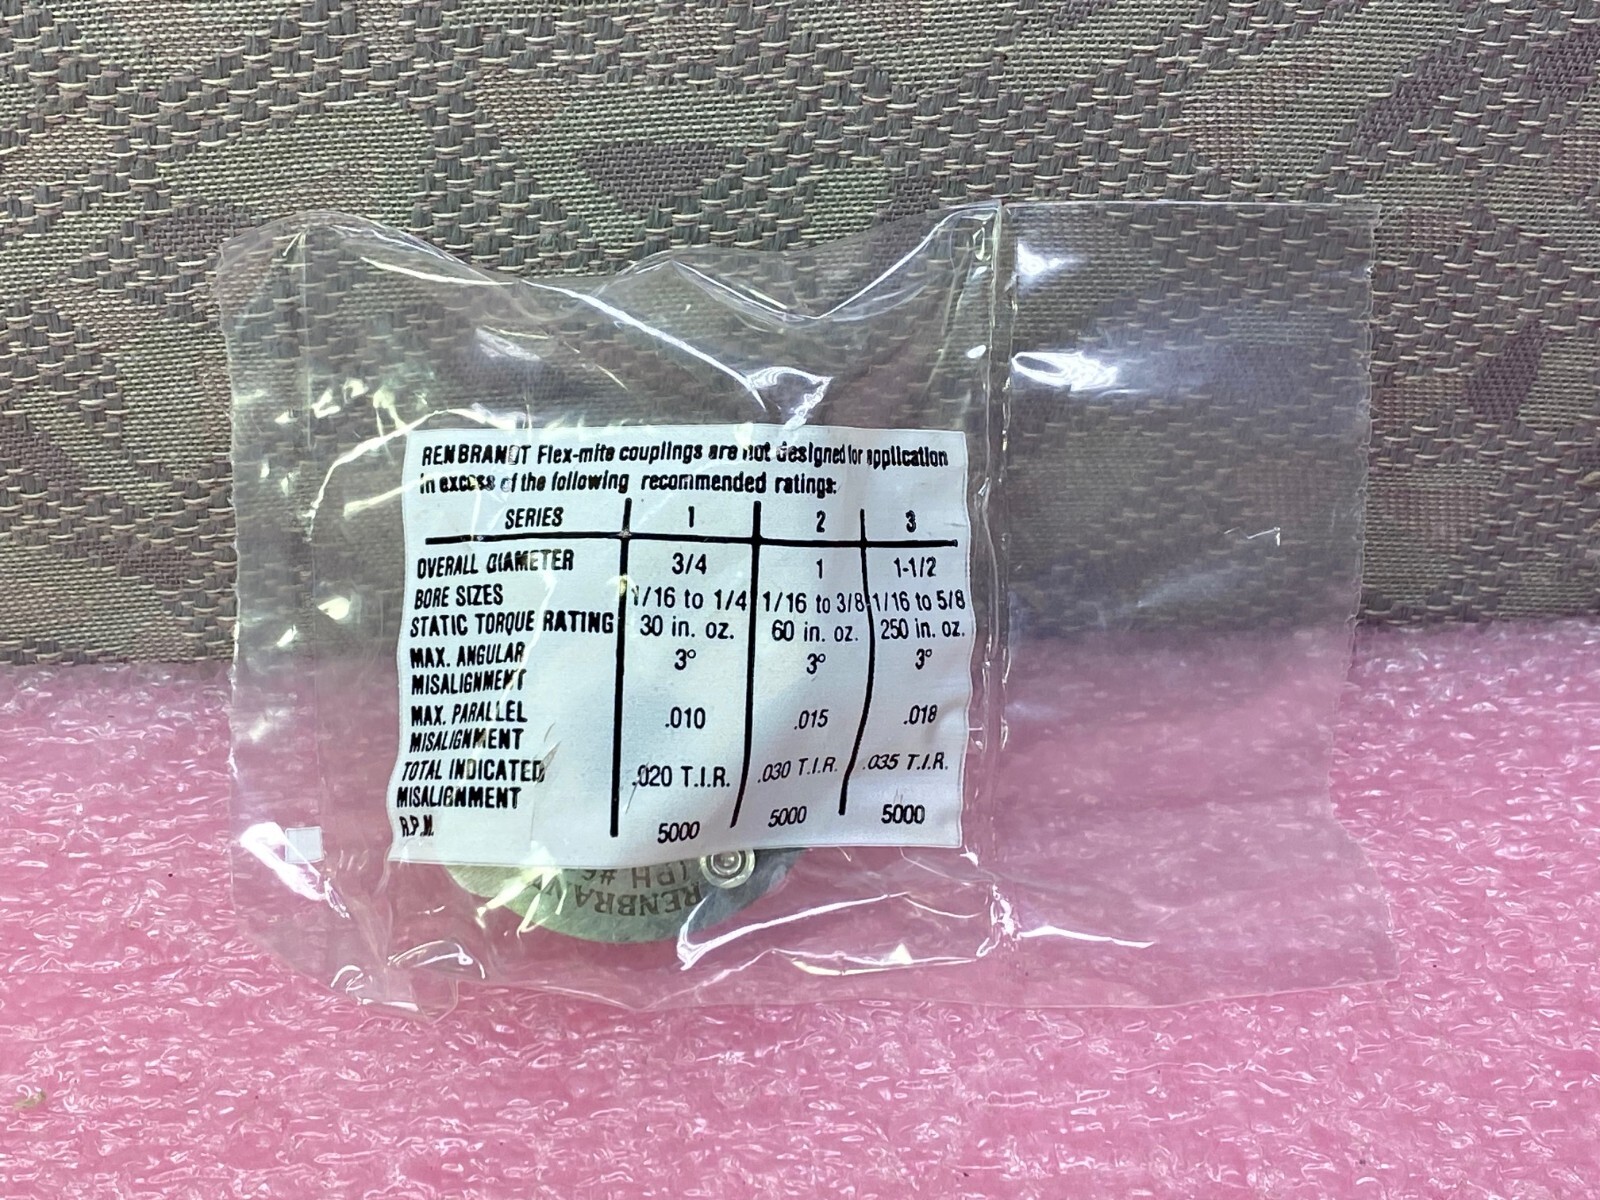 RENBRANDT Flex-mite couplings are not designed for application
in excess of the following recommended ratings:
SERIES 1 2 3
OVERALL DIAMETER 3/4 1 1-1/2
BORE SIZES 1/16 to 1/4 1/16 to 3/8 1/16 to 5/8
STATIC TORQUE RATING 30 in. oz. 60 in. oz. 250 in. oz.
MAX. ANGULAR 3° 3° 3°
MISALIGNMENT
MAX. PARALLEL .010 .015 .018
MISALIGNMENT
TOTAL INDICATED .020 T.I.R. .030 T.I.R. .035 T.I.R.
MISALIGNMENT
R.P.M. 5000 5000 5000